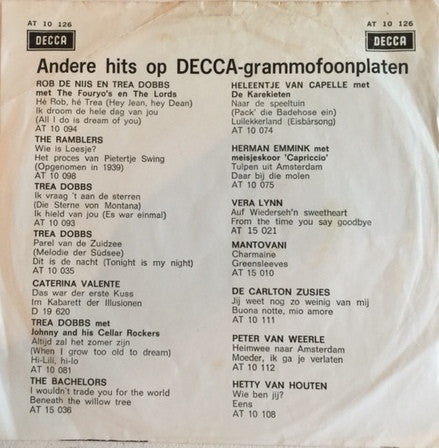 AT 10 126
AT 10 126
DECCA
DECCA
Andere hits op DECCA-grammofoonplaten
ROB DE NIJS EN TREA DOBBS
met The Fouryo's en The Lords
Hé Rob, hé Trea (Hey Jean, hey Dean)
Ik droom de hele dag van jou
(All I do is dream of you)
AT 10 094
THE RAMBLERS
Wie is Loesje?
Het proces van Pietertje Swing
(Opgenomen in 1939)
AT 10 098
TREA DOBBS
Ik vraag 't aan de sterren
(Die Sterne von Montana)
Ik hield van jou (Es war einmal)
AT 10 093
TREA DOBBS
Parel van de Zuidzee
(Melodie der Südsee)
Dit is de nacht (Tonight is my night)
AT 10 035
CATERINA VALENTE
Das war der erste Kuss
Im Kabarett der Illusionen
D 19 620
TREA DOBBS met
Johnny and his Cellar Rockers
Altijd zal het zomer zijn
(When I grow too old to dream)
Hi-Lili, hi-lo
AT 10 081
THE BACHELORS
I wouldn't trade you for the world
Beneath the willow tree
AT 15 036
HELEENTJE VAN CAPELLE met
De Karekieten
Naar de speeltuin
(Pack' die Badehose ein)
Luilekkerland (Eisbärsong)
AT 10 074
HERMAN EMMINK met
meisjeskoor 'Capriccio'
Tulpen uit Amsterdam
Daar bij die molen
AT 10 075
VERA LYNN
Auf Wiederseh'n sweetheart
From the time you say goodbye
AT 15 021
MANTOVANI
Charmaine
Greensleeves
AT 15 010
DE CARLTON ZUSJES
Jij weet nog zo weinig van mij
Buona notte, mio amore
AT 10 111
PETER VAN WEERLE
Heimwee naar Amsterdam
Moeder, ik ga je verlaten
AT 10 112
HETTY VAN HOUTEN
Wie ben jij?
Eens
AT 10 108